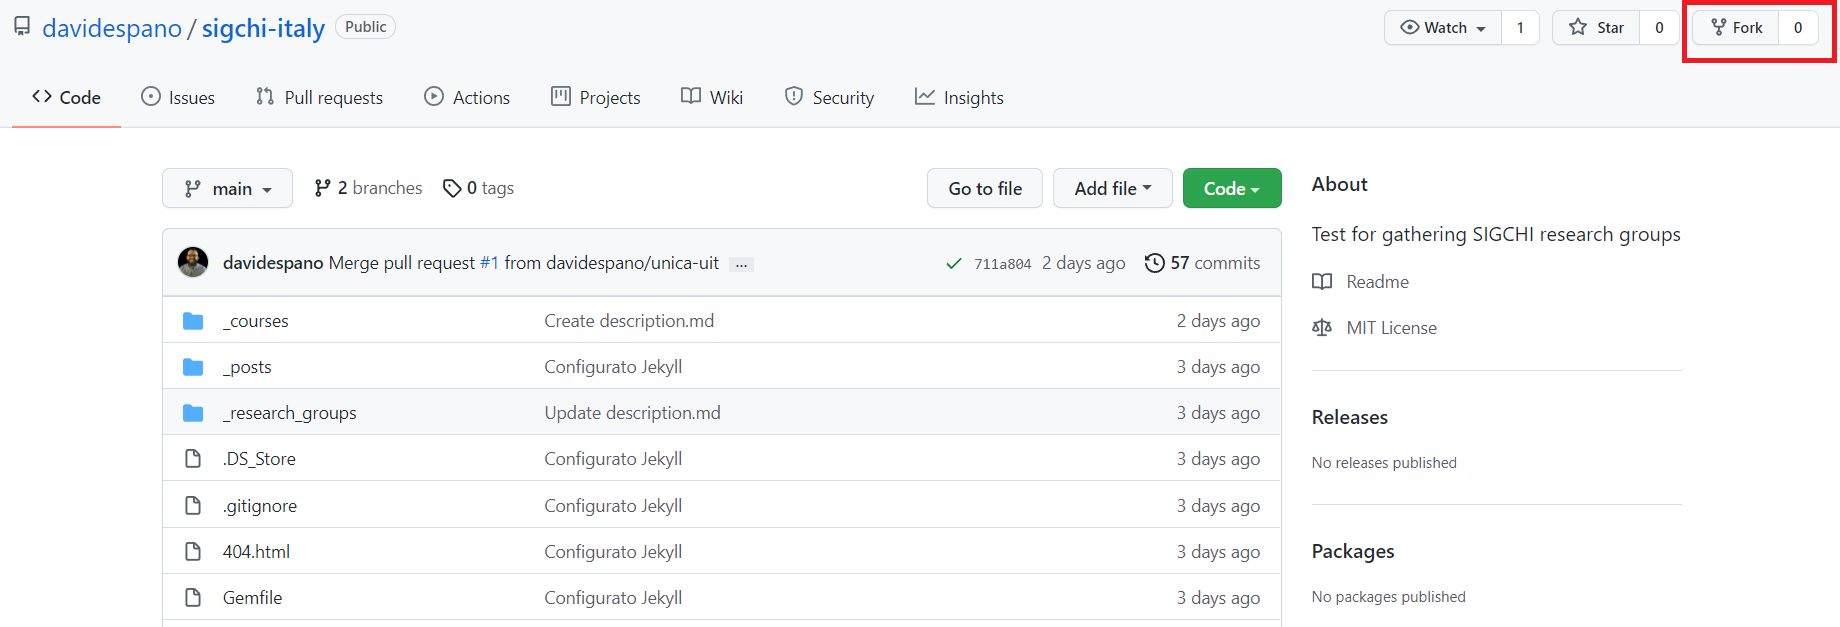 davidespano / sigchi-italy Public Watch 1 Star 0 Fork 0
Code Issues Pull requests Actions Projects Wiki Security Insights
main 2 branches 0 tags Go to file Add file Code
davidespano Merge pull request #1 from davidespano/unica-uit ... 711a804 2 days ago 57 commits
_courses Create description.md 2 days ago
_posts Configurato Jekyll 3 days ago
_research_groups Update description.md 3 days ago
.DS_Store Configurato Jekyll 3 days ago
.gitignore Configurato Jekyll 3 days ago
404.html Configurato Jekyll 3 days ago
Gemfile Configurato Jekyll 3 days ago
About
Test for gathering SIGCHI research groups
Readme
MIT License
Releases
No releases published
Packages
No packages published